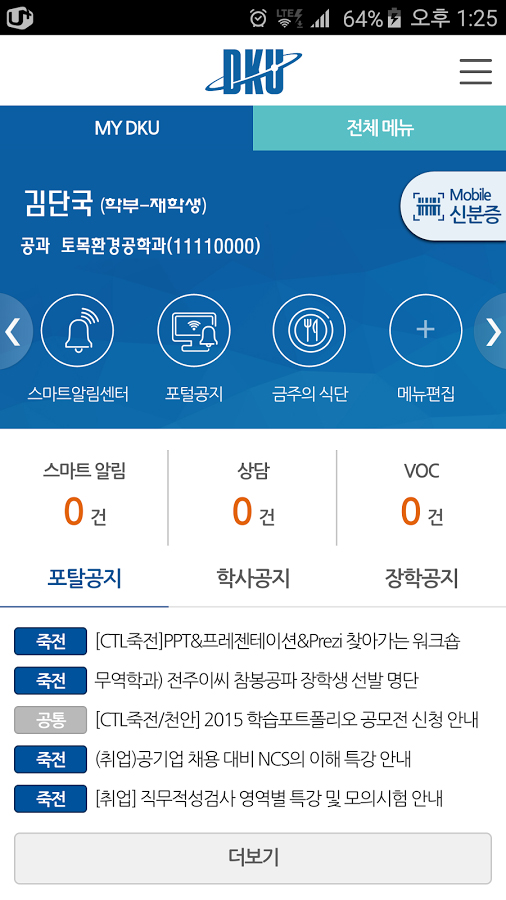 U+ LTE 64% 오후 1:25
DKU
MY DKU 전체 메뉴
김단국 (학부-재학생)
Mobile
신분증
공과 토목환경공학과(11110000)
스마트알림센터 포털공지 금주의 식단 메뉴편집
스마트 알림 상담 VOC
0 건 0 건 0 건
포탈공지 학사공지 장학공지
죽전 [CTL죽전]PPT&프레젠테이션&Prezi 찾아가는 워크숍
죽전 무역학과) 전주이씨 참봉공파 장학생 선발 명단
공통 [CTL죽전/천안] 2015 학습포트폴리오 공모전 신청 안내
죽전 (취업)공기업 채용 대비 NCS의 이해 특강 안내
죽전 [취업] 직무적성검사 영역별 특강 및 모의시험 안내
더보기